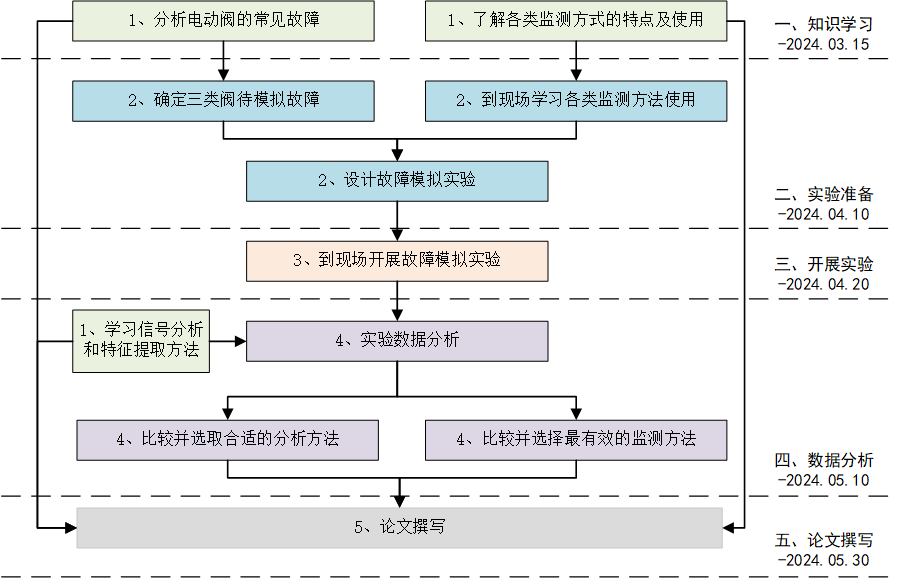 1、分析电动阀的常见故障
1、了解各类监测方式的特点及使用
一、知识学习
-2024.03.15
2、确定三类阀待模拟故障
2、到现场学习各类监测方法使用
2、设计故障模拟实验
二、实验准备
-2024.04.10
3、到现场开展故障模拟实验
三、开展实验
-2024.04.20
1、学习信号分析
和特征提取方法
4、实验数据分析
4、比较并选取合适的分析方法
4、比较并选择最有效的监测方法
四、数据分析
-2024.05.10
5、论文撰写
五、论文撰写
-2024.05.30